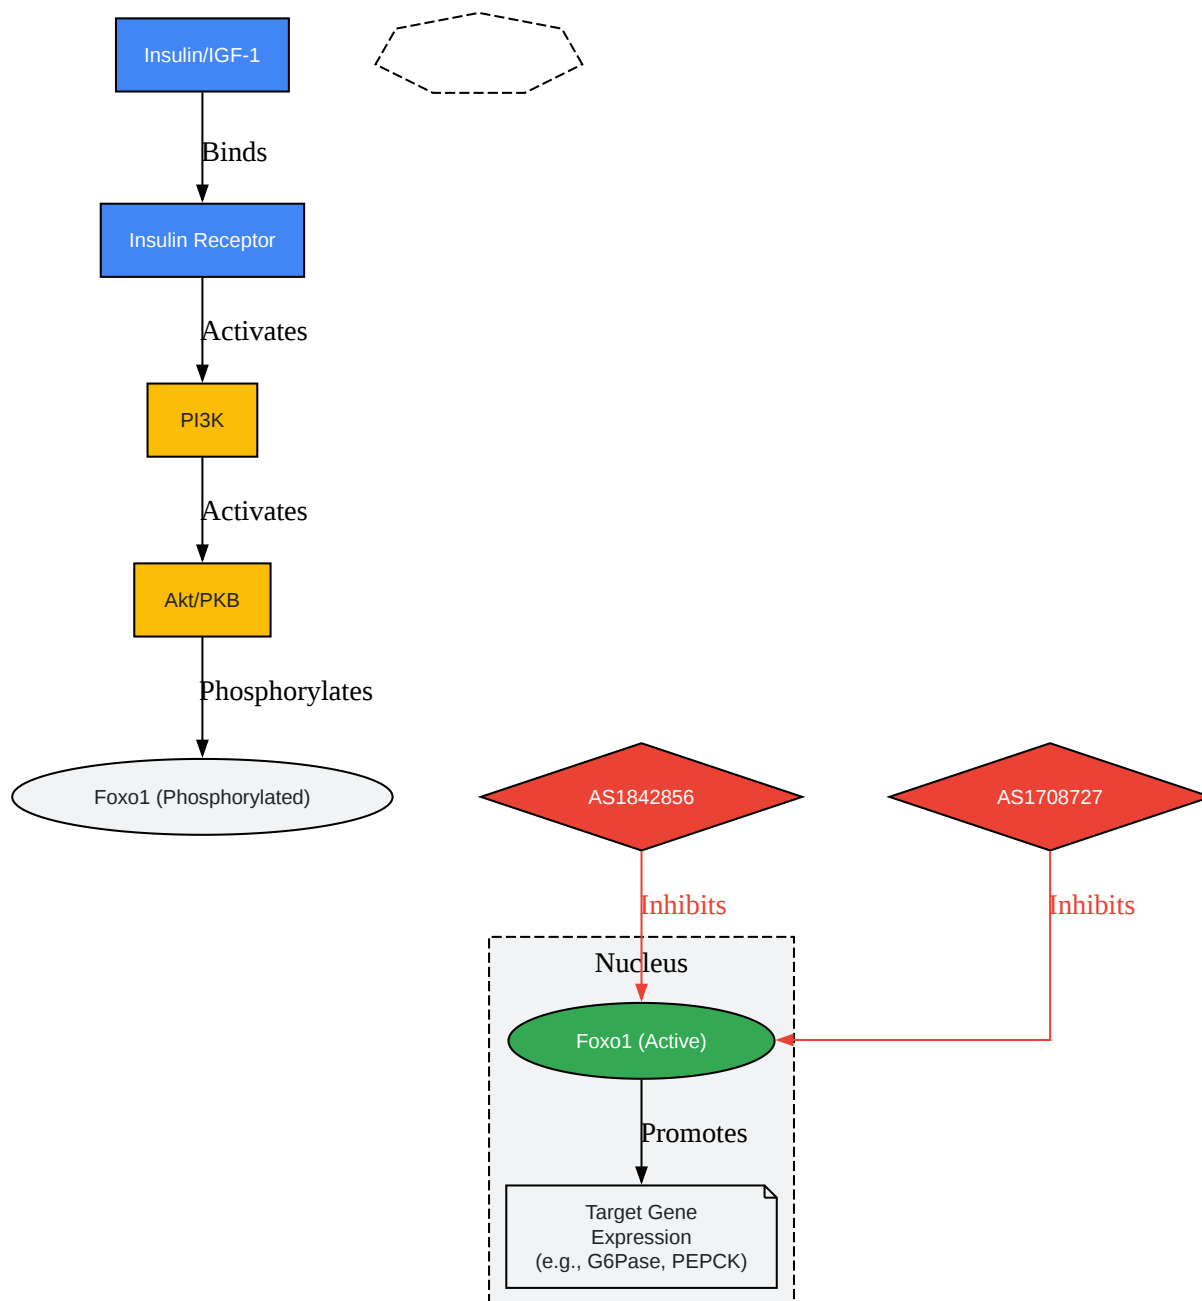 Insulin/IGF-1
Binds
Insulin Receptor
Activates
PI3K
Activates
Akt/PKB
Phosphorylates
Foxo1 (Phosphorylated)
AS1842856
AS1708727
Inhibits
Inhibits
Nucleus
Foxo1 (Active)
Promotes
Target Gene
Expression
(e.g., G6Pase, PEPCK)